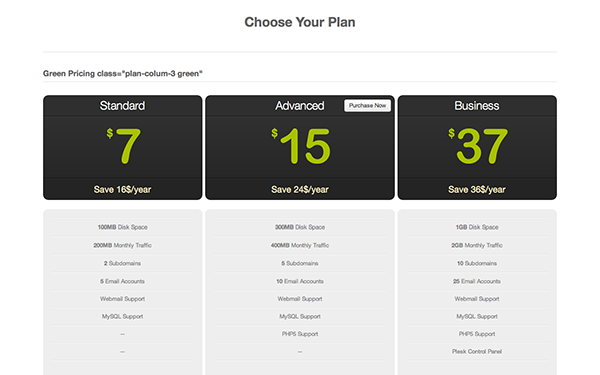 Choose Your Plan
Green Pricing class="plan-colum-3 green"
Standard
$7
Save 16$/year
100MB Disk Space
200MB Monthly Traffic
2 Subdomains
5 Email Accounts
Webmail Support
MySQL Support
—
—
Advanced
Purchase Now
$15
Save 24$/year
300MB Disk Space
400MB Monthly Traffic
5 Subdomains
10 Email Accounts
Webmail Support
MySQL Support
PHP5 Support
—
Business
$37
Save 36$/year
1GB Disk Space
2GB Monthly Traffic
10 Subdomains
25 Email Accounts
Webmail Support
MySQL Support
PHP5 Support
Plesk Control Panel